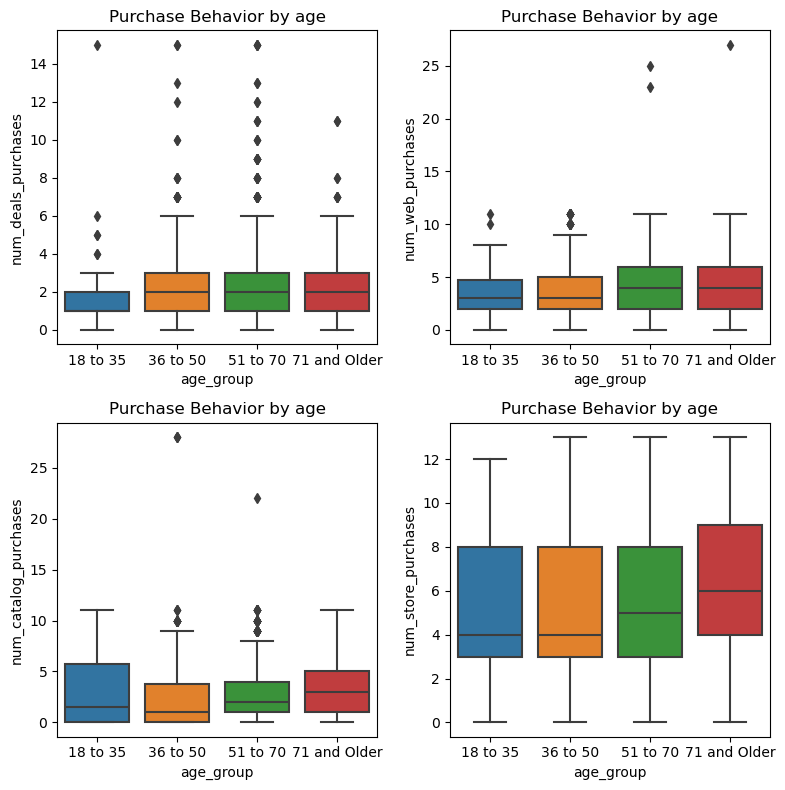 Purchase Behavior by age
num_deals_purchases
14
12
10
8
6
4
2
0
18 to 35 36 to 50 51 to 70 71 and Older
age_group
Purchase Behavior by age
num_web_purchases
25
20
15
10
5
0
18 to 35 36 to 50 51 to 70 71 and Older
age_group
Purchase Behavior by age
num_catalog_purchases
25
20
15
10
5
0
18 to 35 36 to 50 51 to 70 71 and Older
age_group
Purchase Behavior by age
num_store_purchases
12
10
8
6
4
2
0
18 to 35 36 to 50 51 to 70 71 and Older
age_group